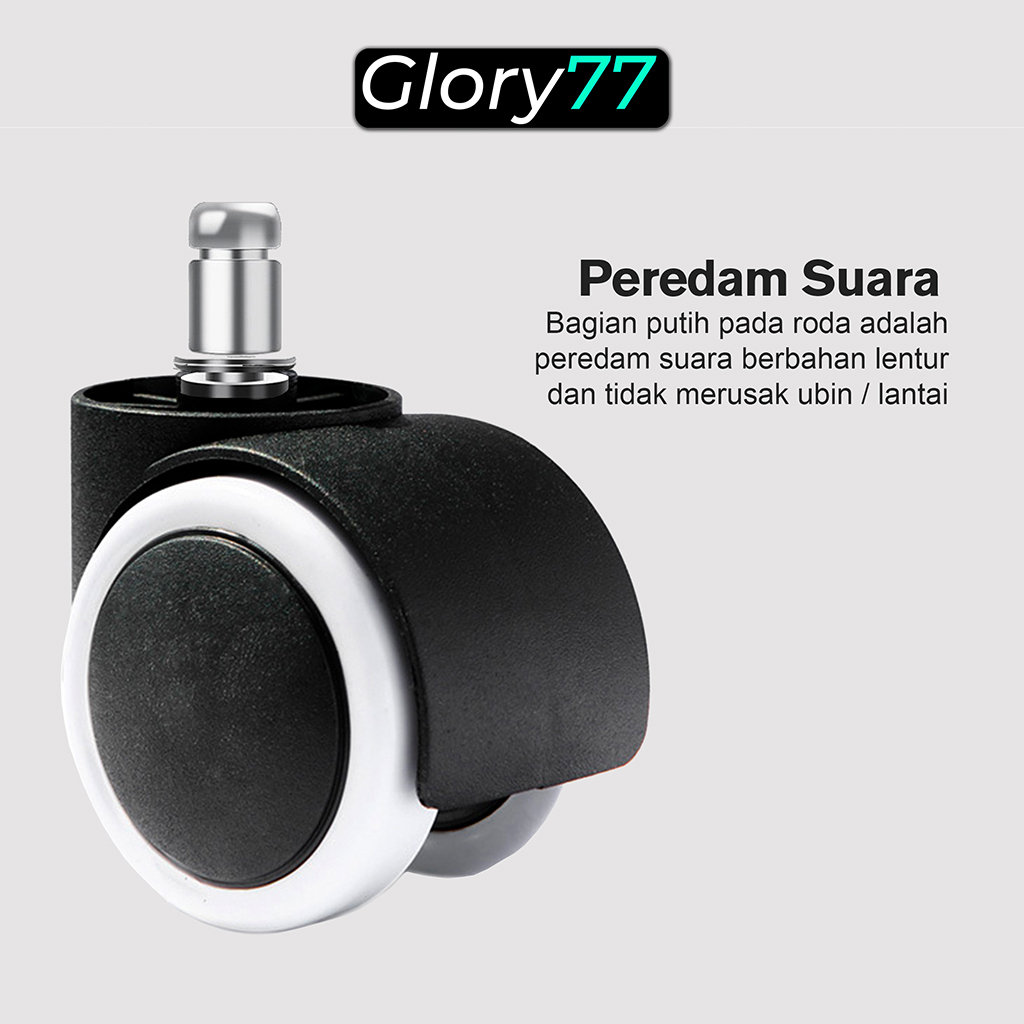 Glory77
Peredam Suara
Bagian putih pada roda adalah
peredam suara berbahan lentur
dan tidak merusak ubin / lantai